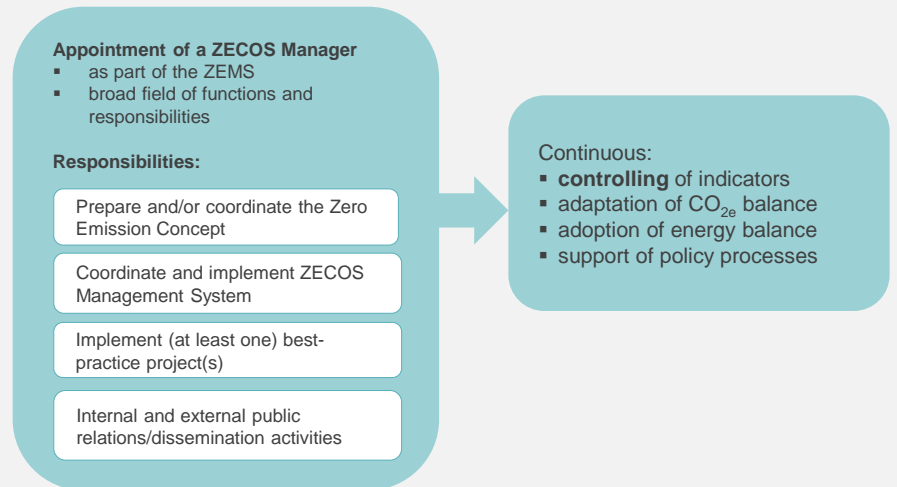 Appointment of a ZECOS Manager
▪ as part of the ZEMS
▪ broad field of functions and
responsibilities
Responsibilities:
Prepare and/or coordinate the Zero
Emission Concept
Coordinate and implement ZECOS
Management System
Implement (at least one) best-
practice project(s)
Internal and external public
relations/dissemination activities
Continuous:
▪ controlling of indicators
▪ adaptation of CO2e balance
▪ adoption of energy balance
▪ support of policy processes